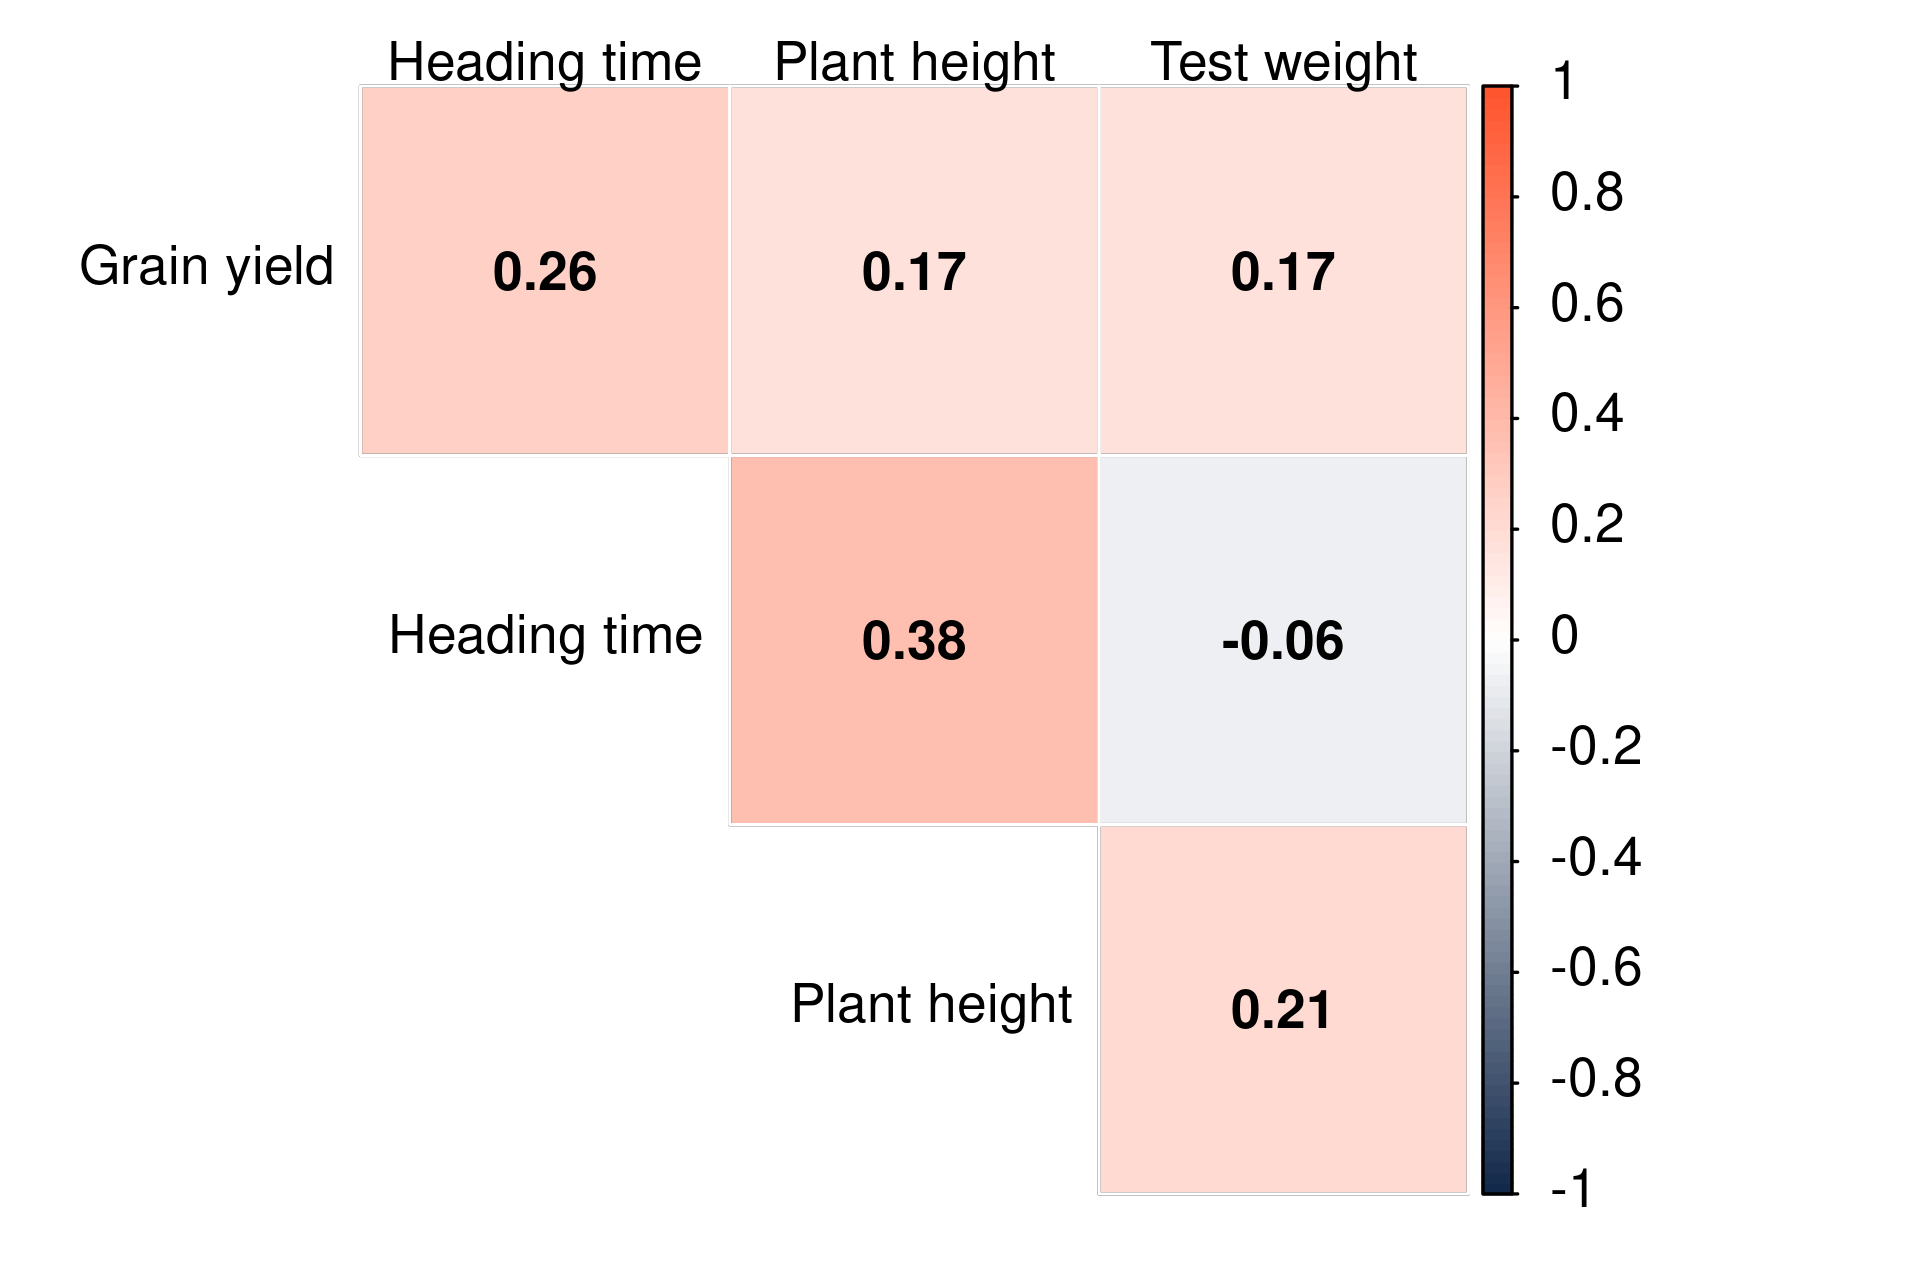 Heading time Plant height Test weight
Grain yield 0.26 0.17 0.17
Heading time 0.38 -0.06
Plant height 0.21
1
0.8
0.6
0.4
0.2
0
-0.2
-0.4
-0.6
-0.8
-1